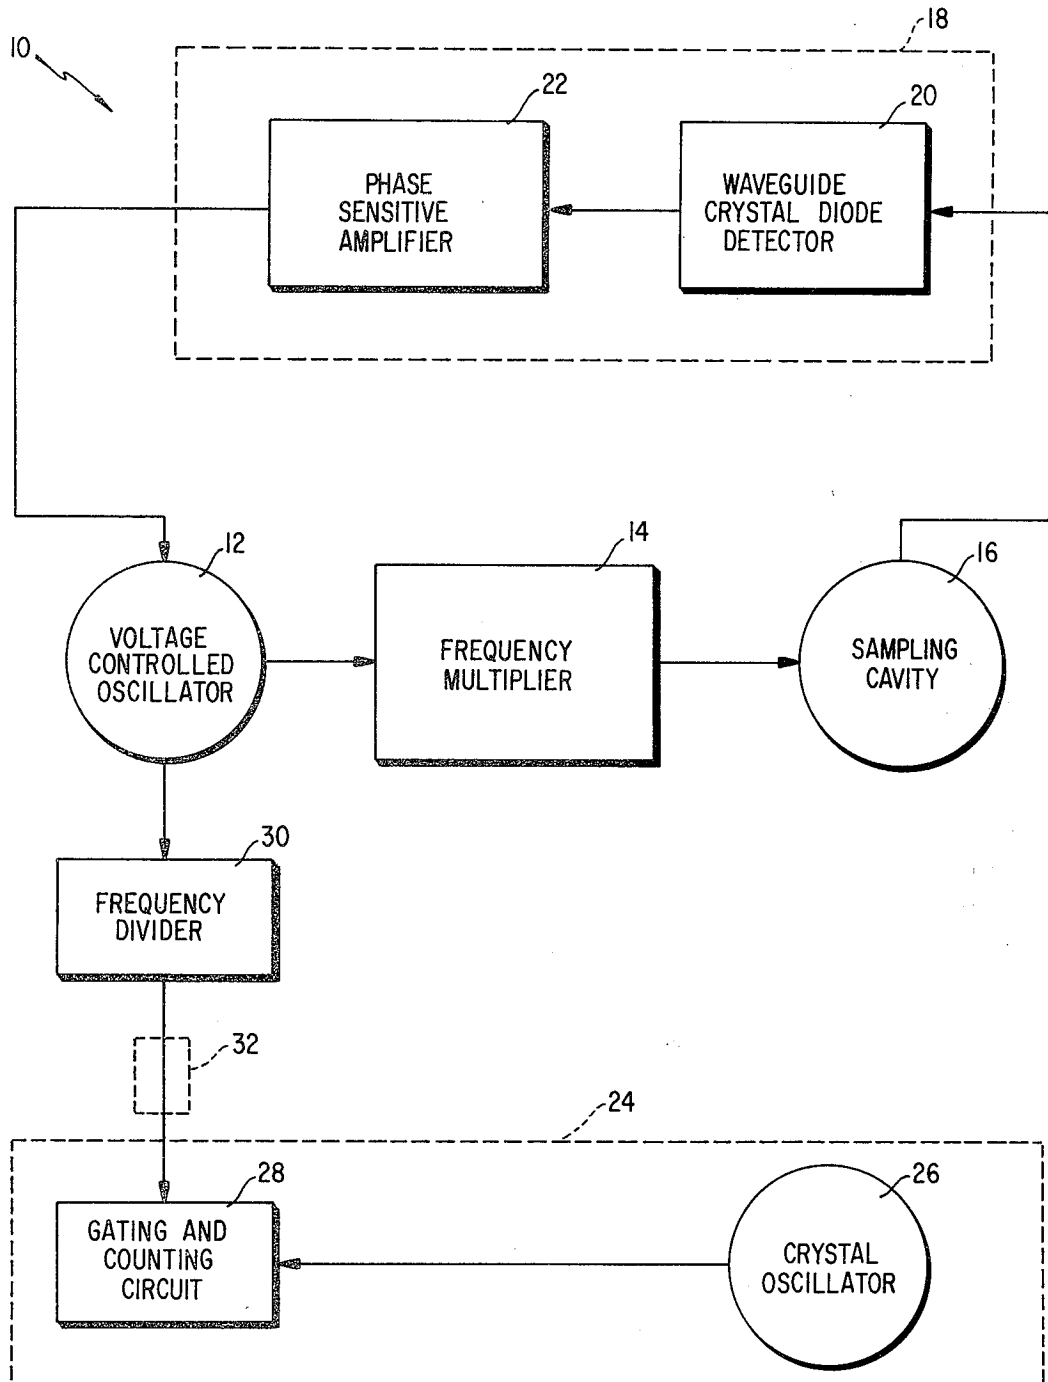 10
18
22
20
PHASE
SENSITIVE
AMPLIFIER
WAVEGUIDE
CRYSTAL DIODE
DETECTOR
12
14
16
VOLTAGE
CONTROLLED
OSCILLATOR
FREQUENCY
MULTIPLIER
SAMPLING
CAVITY
30
FREQUENCY
DIVIDER
32
24
28
26
GATING AND
COUNTING
CIRCUIT
CRYSTAL
OSCILLATOR